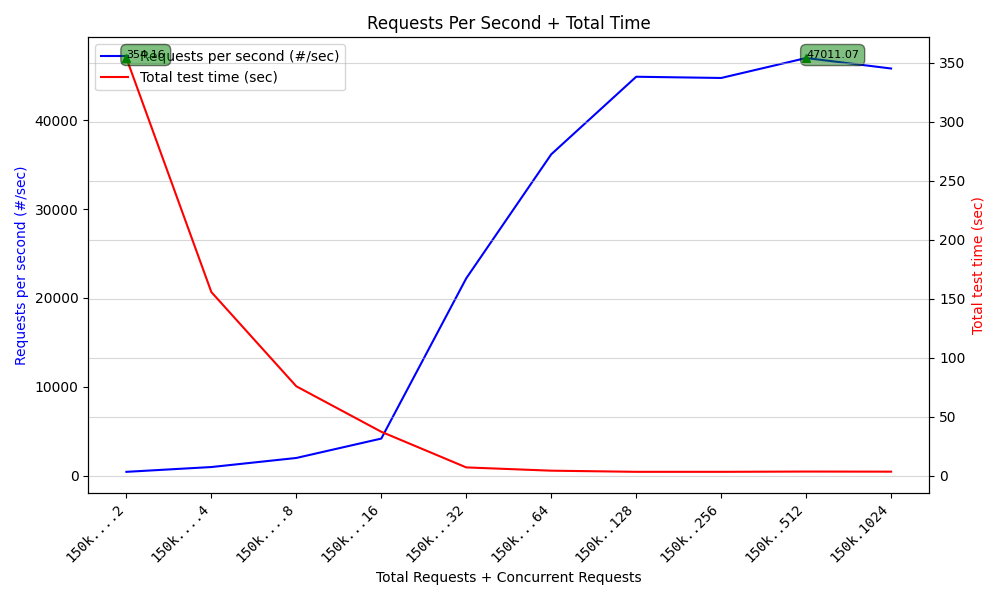 Requests Per Second + Total Time
354.16
Requests per second (#/sec)
Total test time (sec)
47011.07
40000
30000
20000
10000
0
Requests per second (#/sec)
350
300
250
200
150
100
50
0
Total test time (sec)
150k....2
150k....4
150k....8
150k...16
150k...32
150k...64
150k..128
150k..256
150k..512
150k.1024
Total Requests + Concurrent Requests